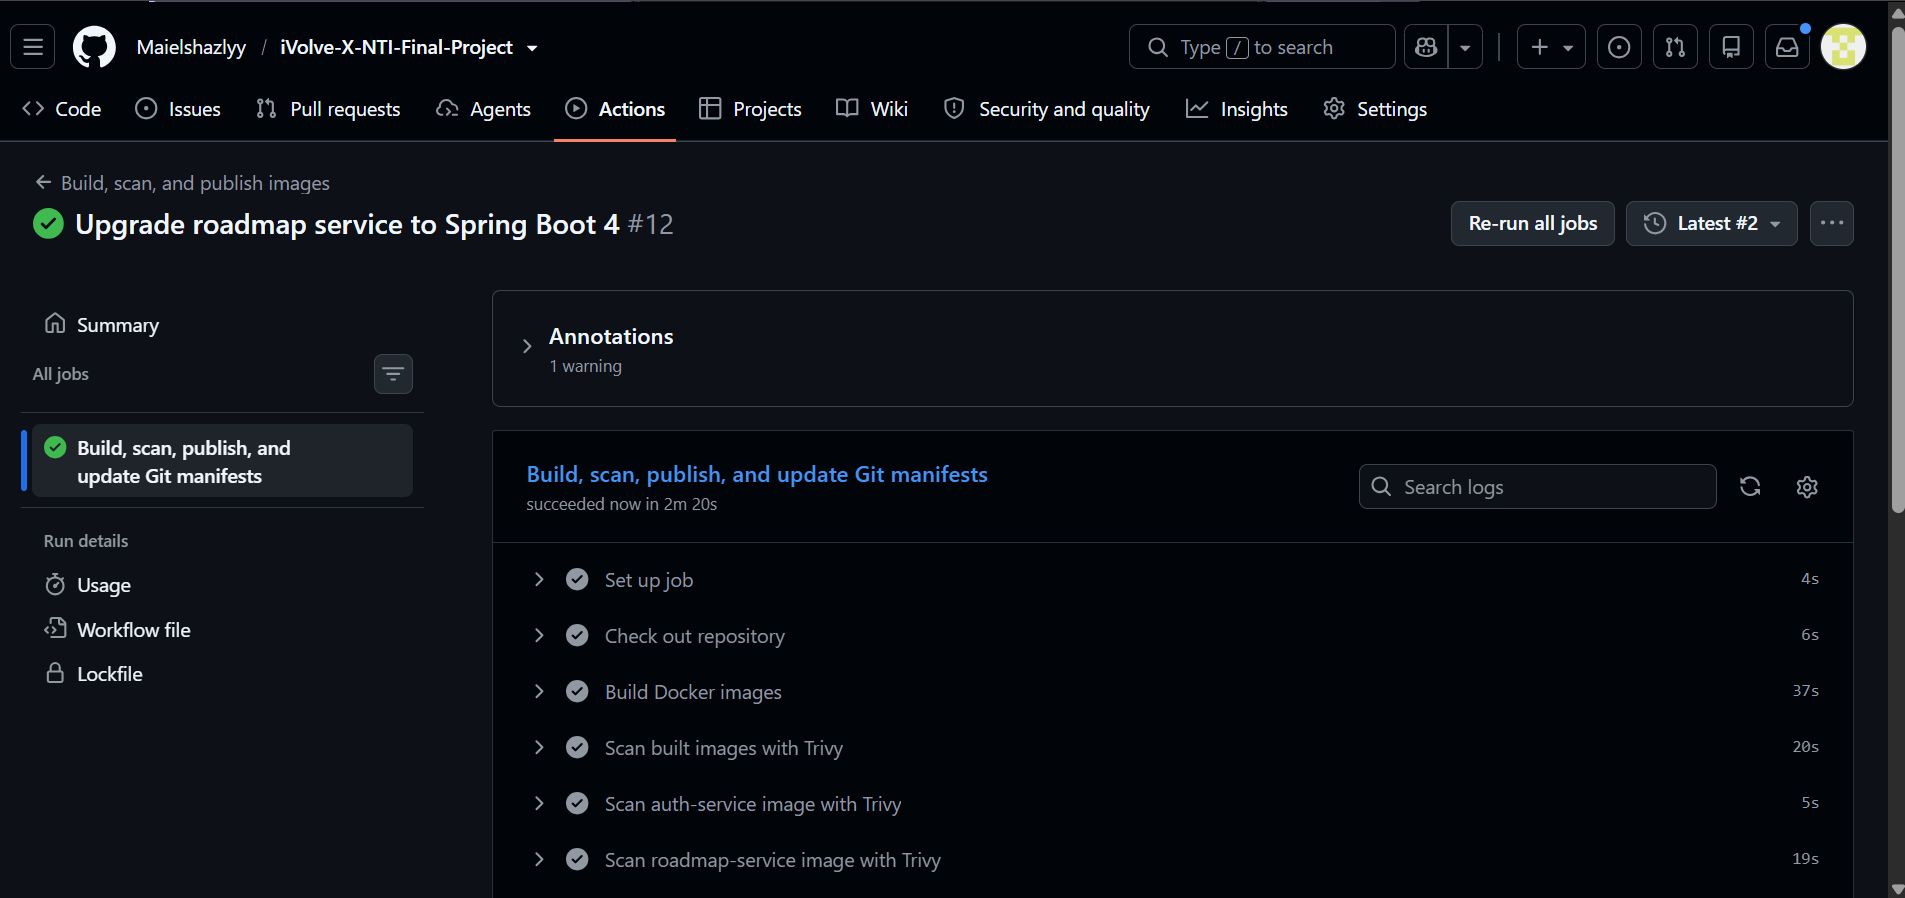 Maielshazlyy / iVolve-X-NTI-Final-Project
Type / to search
Code
Issues
Pull requests
Agents
Actions
Projects
Wiki
Security and quality
Insights
Settings
Build, scan, and publish images
Upgrade roadmap service to Spring Boot 4 #12
Re-run all jobs
Latest #2
Summary
All jobs
Build, scan, publish, and
update Git manifests
Run details
Usage
Workflow file
Lockfile
Annotations
1 warning
Build, scan, publish, and update Git manifests
succeeded now in 2m 20s
Search logs
Set up job 4s
Check out repository 6s
Build Docker images 37s
Scan built images with Trivy 20s
Scan auth-service image with Trivy 5s
Scan roadmap-service image with Trivy 19s